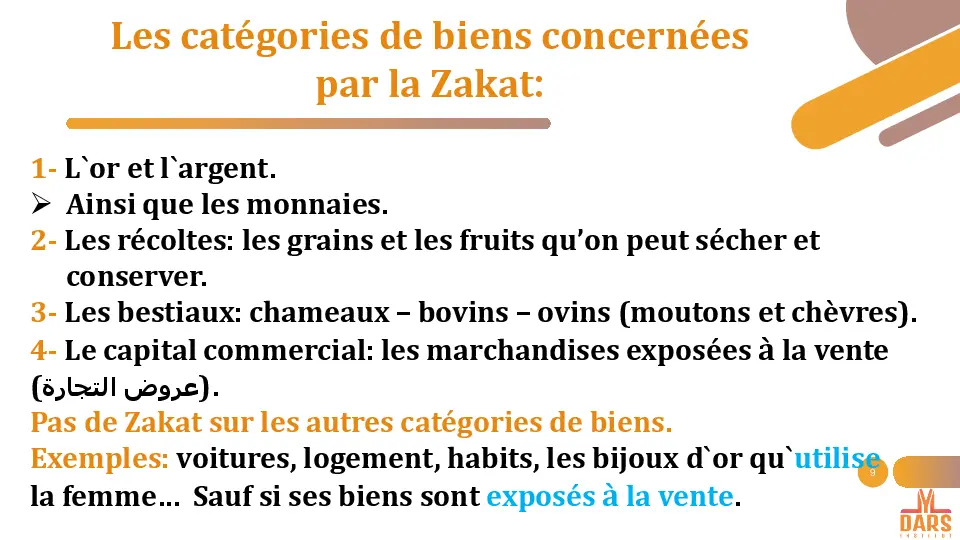 Les catégories de biens concernées
par la Zakat:
1- L`or et l`argent.
➢ Ainsi que les monnaies.
2- Les récoltes: les grains et les fruits qu’on peut sécher et
conserver.
3- Les bestiaux: chameaux – bovins – ovins (moutons et chèvres).
4- Le capital commercial: les marchandises exposées à la vente
(عروض التجارة).
Pas de Zakat sur les autres catégories de biens.
Exemples: voitures, logement, habits, les bijoux d`or qu`utilise
9
la femme… Sauf si ses biens sont exposés à la vente.
DARS
INSTITUT